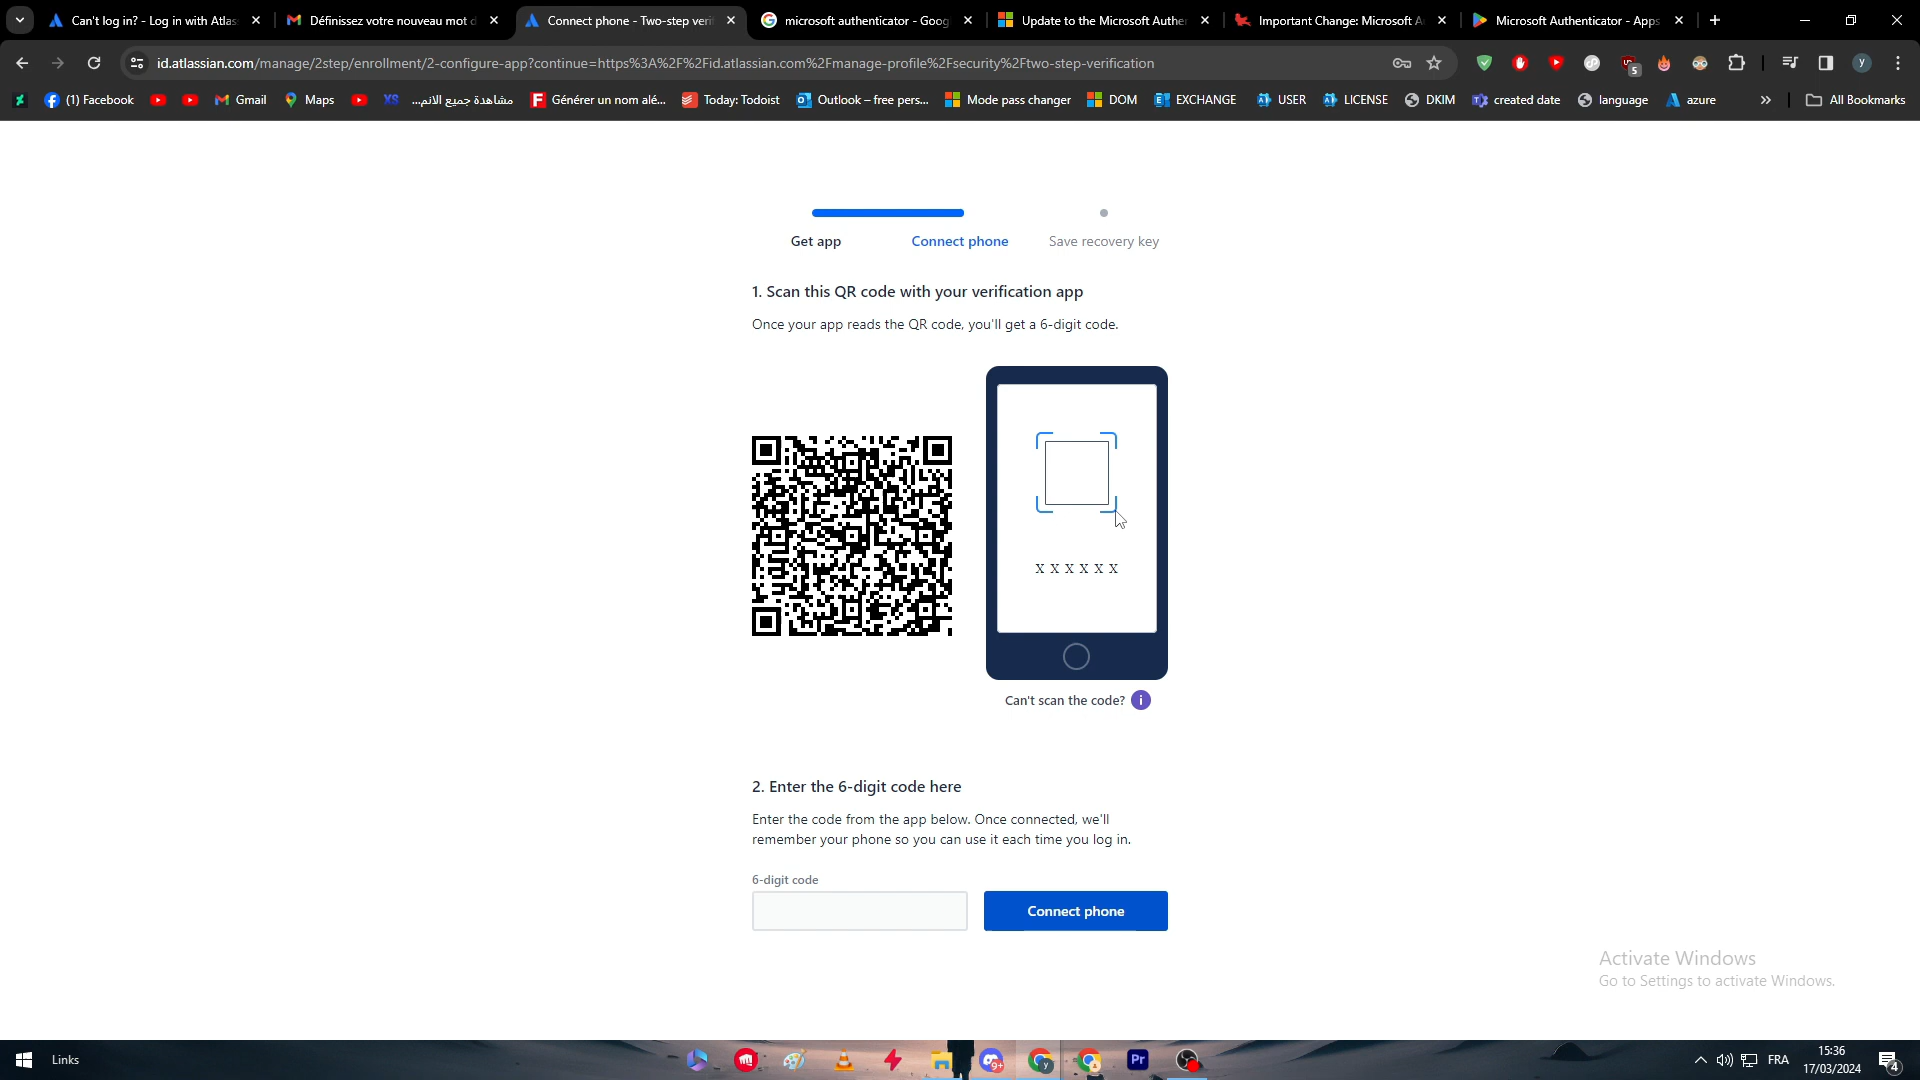 Can't log in? - Log in with Atlas
Définissez votre nouveau mot d
Connect phone - Two-step veri
microsoft authenticator - Goog
Update to the Microsoft Authe
Important Change: Microsoft A
Microsoft Authenticator - Apps
id.atlassian.com/manage/2step/enrollment/2-configure-app?continue=https%3A%2F%2Fid.atlassian.com%2Fmanage-profile%2Fsecurity%2Ftwo-step-verification
5
y
(1) Facebook
Gmail
Maps
XS
مشاهدة جميع الانم...
Générer un nom alé...
Today: Todoist
Outlook – free pers...
Mode pass changer
DOM
EXCHANGE
USER
LICENSE
DKIM
created date
language
azure
»
All Bookmarks
Get app
Connect phone
Save recovery key
1. Scan this QR code with your verification app
Once your app reads the QR code, you'll get a 6-digit code.
X X X X X X
Can't scan the code? i
2. Enter the 6-digit code here
Enter the code from the app below. Once connected, we'll
remember your phone so you can use it each time you log in.
6-digit code
Connect phone
Activate Windows
Go to Settings to activate Windows.
Links
9+
y
Pr
FRA
15:36
17/03/2024
4